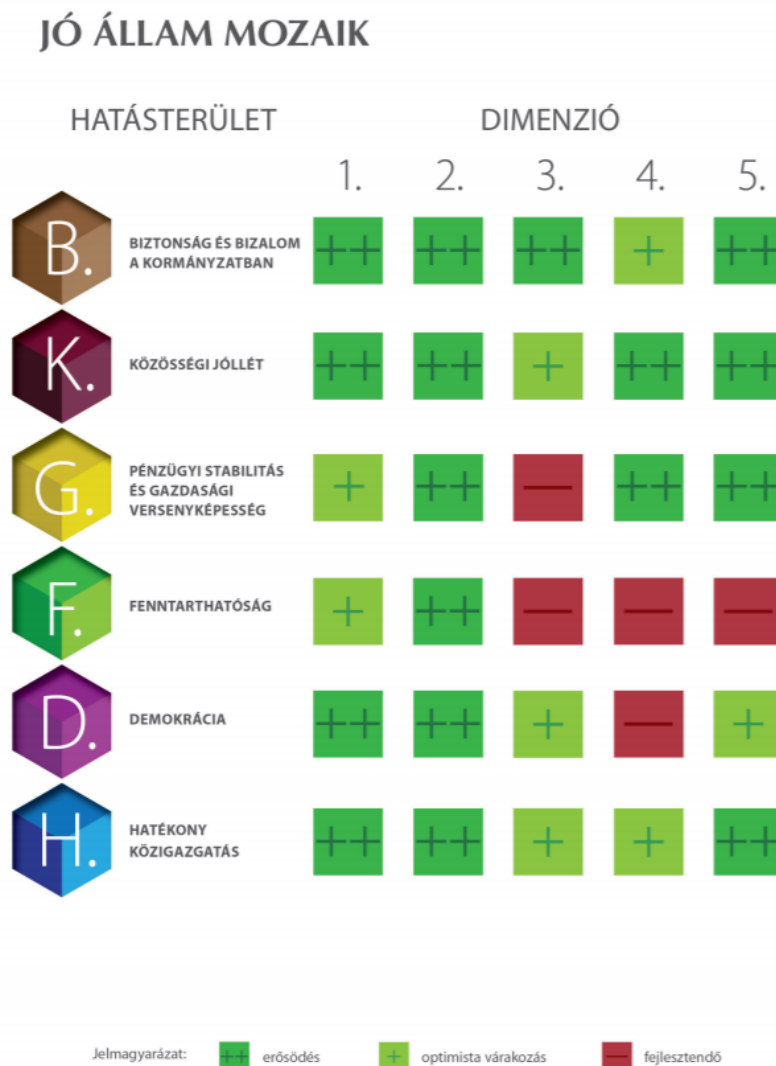 JÓ ÁLLAM MOZAIK
HATÁSTERÜLET DIMENZIÓ
1. 2. 3. 4. 5.
B. BIZTONSÁG ÉS BIZALOM
A KORMÁNYZATBAN
++ ++ ++ + ++
K. KÖZÖSSÉGI JÓLLÉT ++ ++ + ++ ++
G. PÉNZÜGYI STABILITÁS
ÉS GAZDASÁGI
VERSENYKÉPESSÉG
+ ++ — ++ ++
F. FENNTARTHATÓSÁG + ++ — — —
D. DEMOKRÁCIA ++ ++ + — +
H. HATÉKONY
KÖZIGAZGATÁS
++ ++ + + ++
Jelmagyarázat: ++ erősödés + optimista várakozás — fejlesztendő